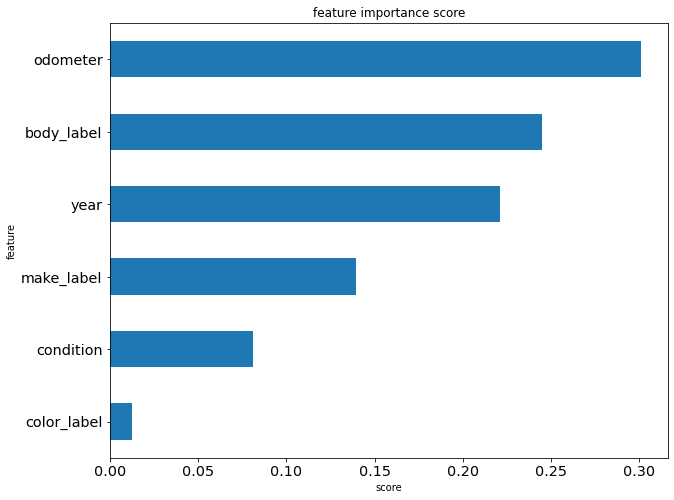 feature importance score
odometer
body_label
year
make_label
condition
color_label
feature
0.00 0.05 0.10 0.15 0.20 0.25 0.30
score